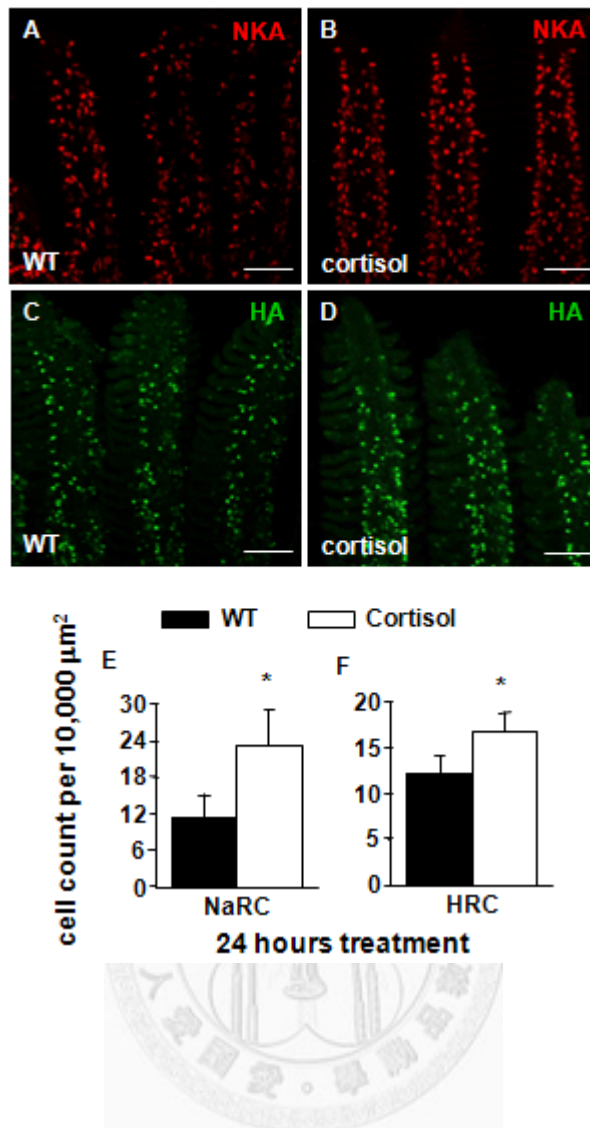 A NKA
WT
B NKA
cortisol
C HA
WT
D HA
cortisol
WT Cortisol
cell count per 10,000 µm²
E
*
30
24
18
12
6
0
NaRC
F
*
20
15
10
5
0
HRC
24 hours treatment